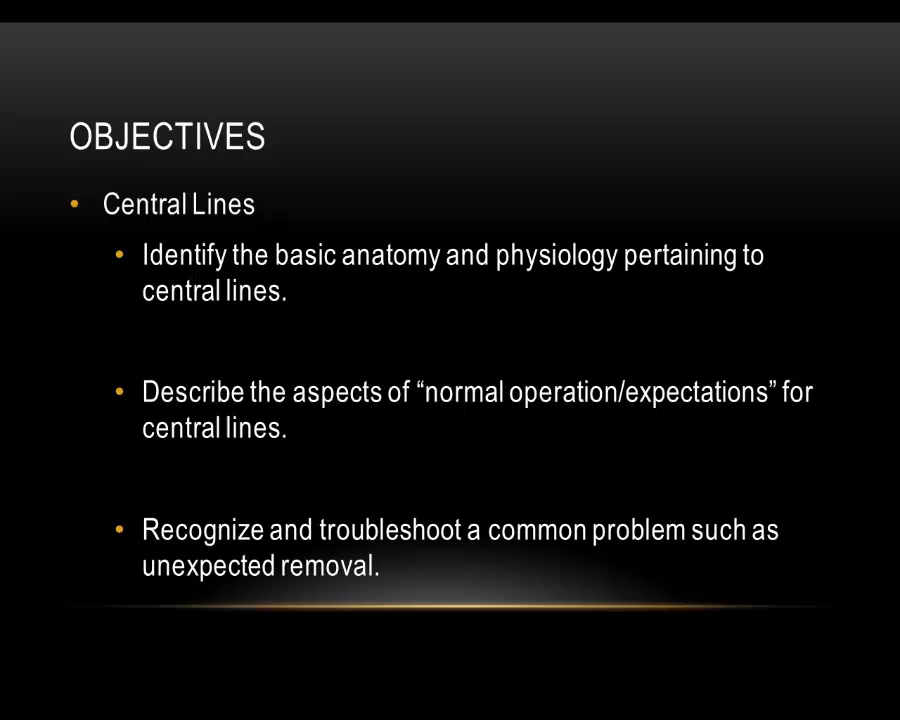 OBJECTIVES
• Central Lines
• Identify the basic anatomy and physiology pertaining to
central lines.
• Describe the aspects of “normal operation/expectations” for
central lines.
• Recognize and troubleshoot a common problem such as
unexpected removal.